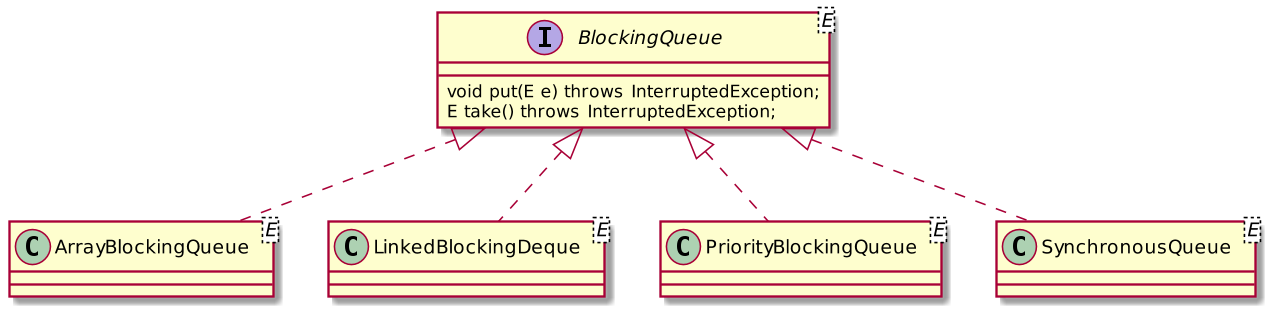 I BlockingQueue E
void put(E e) throws InterruptedException;
E take() throws InterruptedException;
C ArrayBlockingQueue E
C LinkedBlockingDeque E
C PriorityBlockingQueue E
C SynchronousQueue E